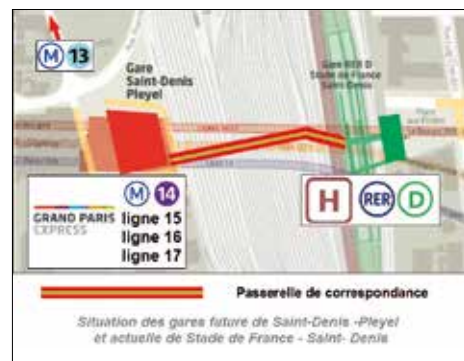 M 13
Gare
Saint-Denis
Pleyel
Gare RER D
Stade de France
Saint-Denis
M 14
GRAND PARIS
EXPRESS
ligne 15
ligne 16
ligne 17
H RER D
Passerelle de correspondance
Situation des gares future de Saint-Denis -Pleyel
et actuelle de Stade de France - Saint- Denis